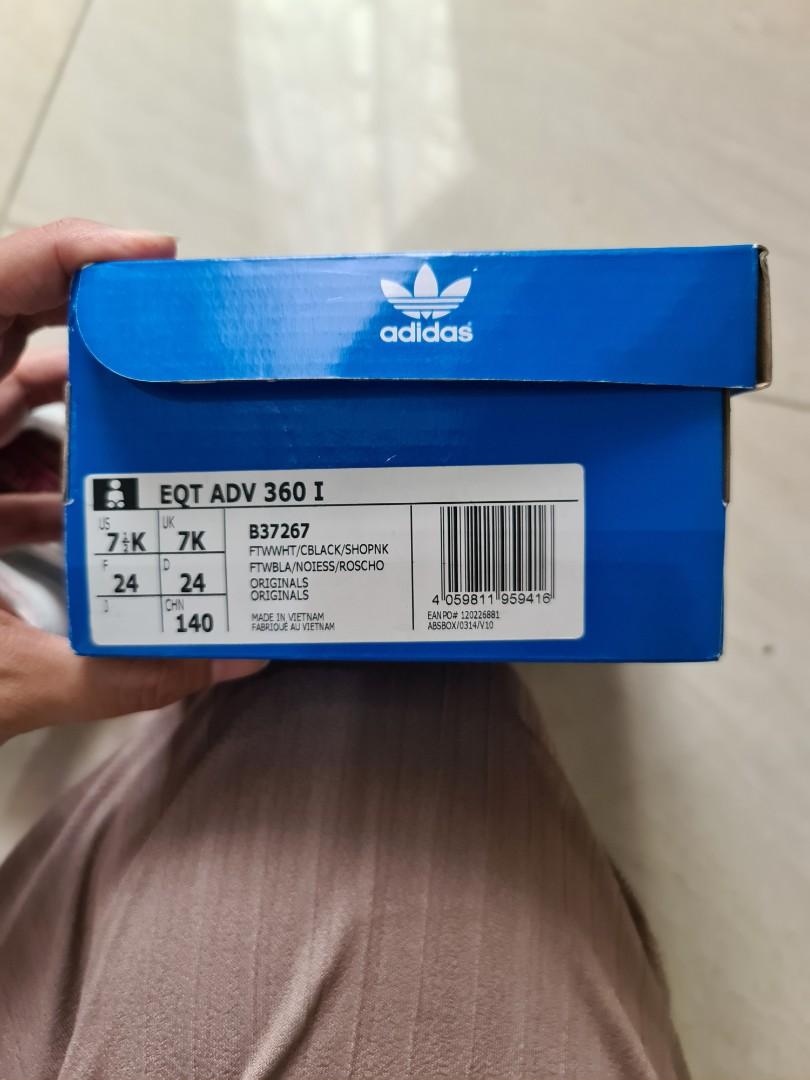 adidas
EQT ADV 360 I
US
7½K
UK
7K
F
24
D
24
J
CHN
140
B37267
FTWWHT/CBLACK/SHOPNK
FTWBLA/NOIESS/ROSCHO
ORIGINALS
ORIGINALS
MADE IN VIETNAM
FABRIQUÉ AU VIETNAM
4 059811 959416
EAN PO# 120226881
ABSBOX/0314/V10